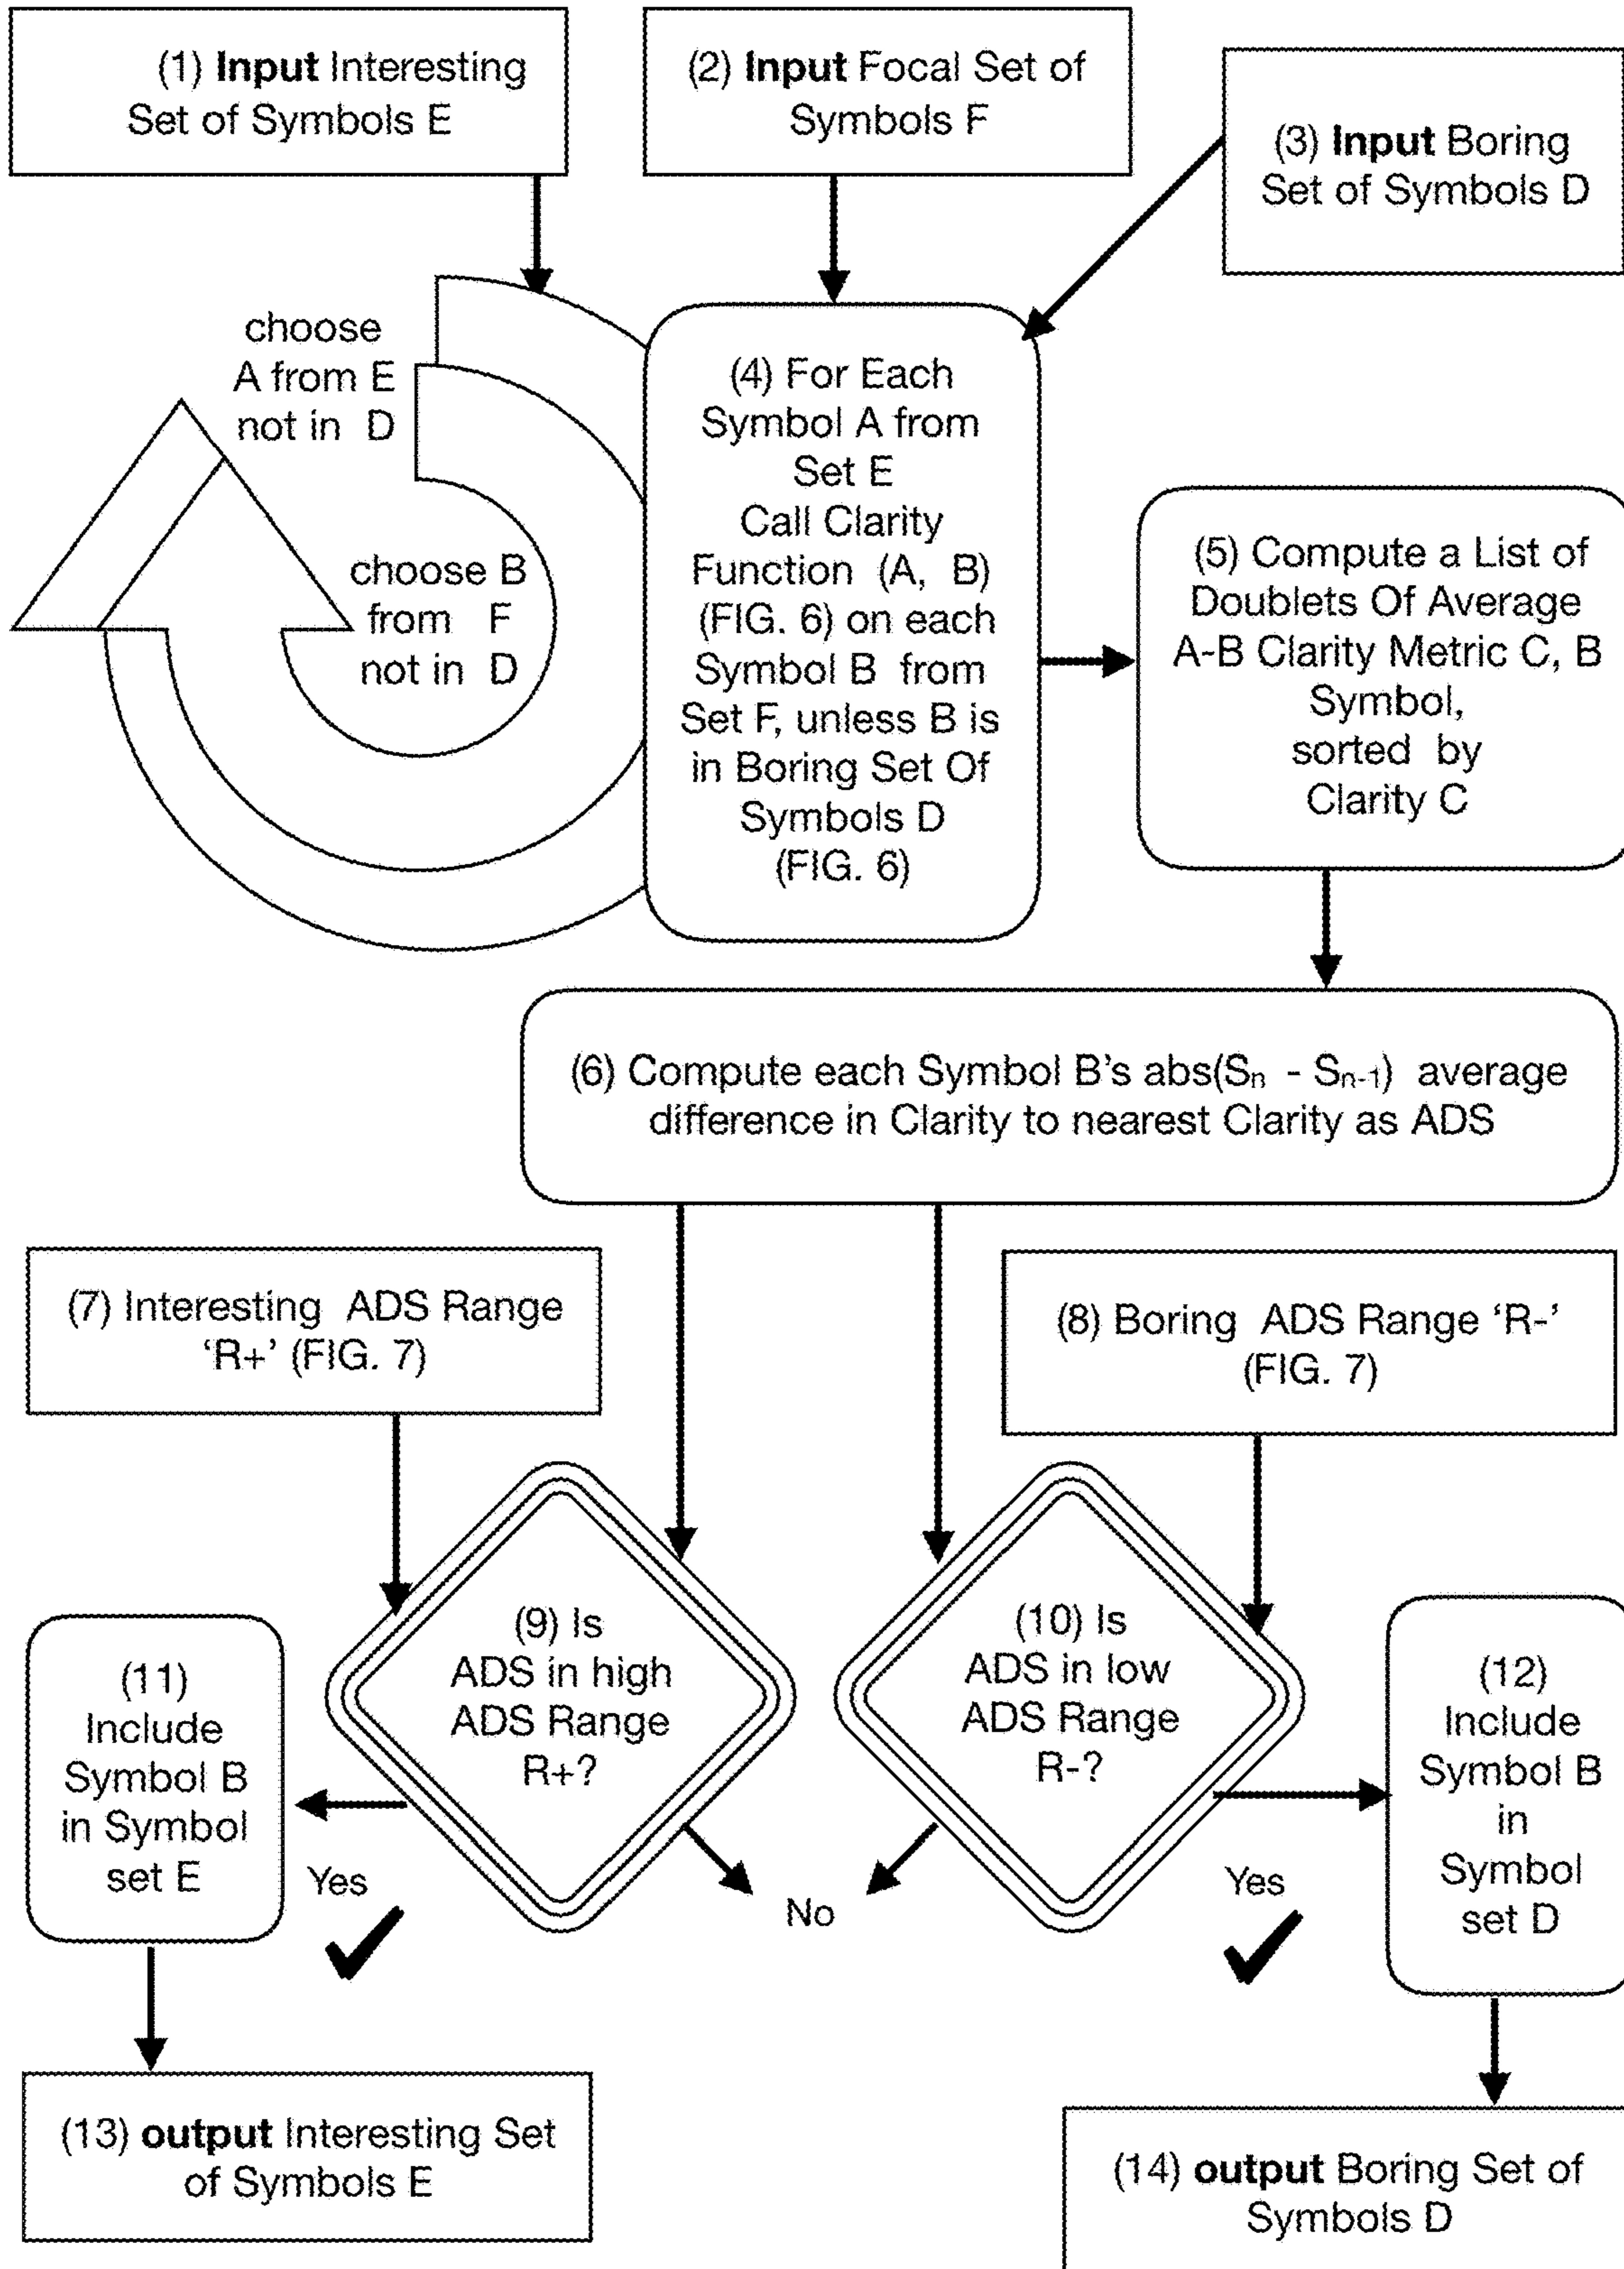 (1) Input Interesting
Set of Symbols E
(2) Input Focal Set of
Symbols F
(3) Input Boring
Set of Symbols D
choose
A from E
not in D
choose B
from F
not in D
(4) For Each
Symbol A from
Set E
Call Clarity
Function (A, B)
(FIG. 6) on each
Symbol B from
Set F, unless B is
in Boring Set Of
Symbols D
(FIG. 6)
(5) Compute a List of
Doublets Of Average
A-B Clarity Metric C, B
Symbol,
sorted by
Clarity C
(6) Compute each Symbol B's abs(Sn - Sn-1) average
difference in Clarity to nearest Clarity as ADS
(7) Interesting ADS Range
'R+' (FIG. 7)
(8) Boring ADS Range 'R-'
(FIG. 7)
(9) Is
ADS in high
ADS Range
R+?
(10) Is
ADS in low
ADS Range
R-?
(11)
Include
Symbol B
in Symbol
set E
Yes
No
Yes
(12)
Include
Symbol B
in
Symbol
set D
(13) output Interesting Set
of Symbols E
(14) output Boring Set of
Symbols D